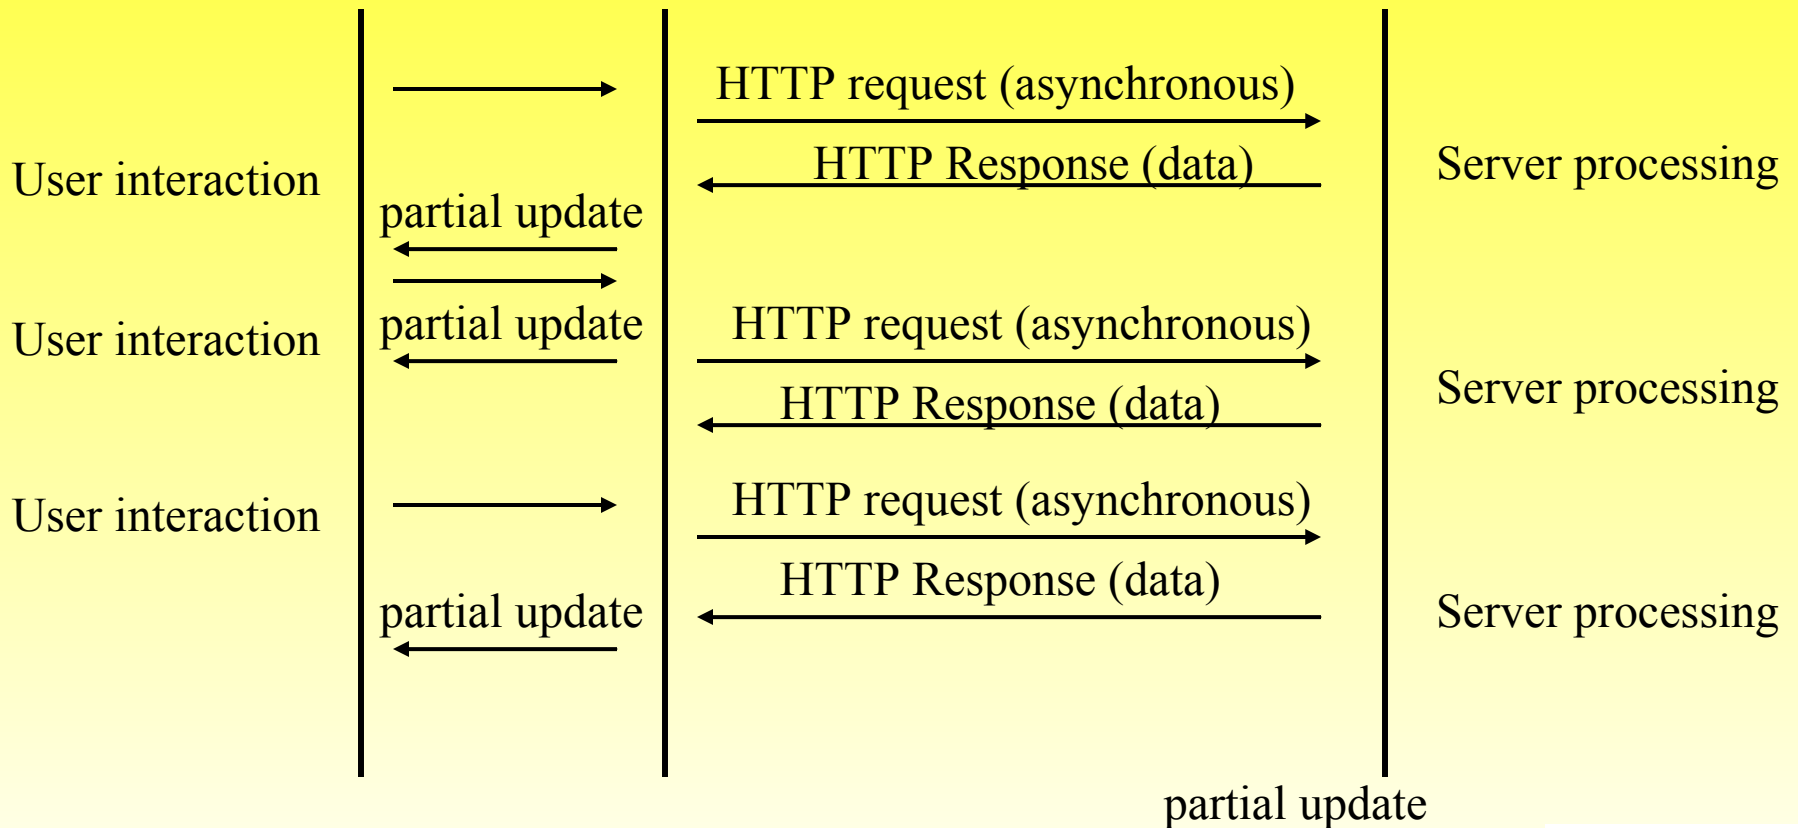 HTTP request (asynchronous)
HTTP Response (data)
Server processing
User interaction
partial update
partial update
HTTP request (asynchronous)
User interaction
Server processing
HTTP Response (data)
HTTP request (asynchronous)
User interaction
HTTP Response (data)
partial update
Server processing
partial update